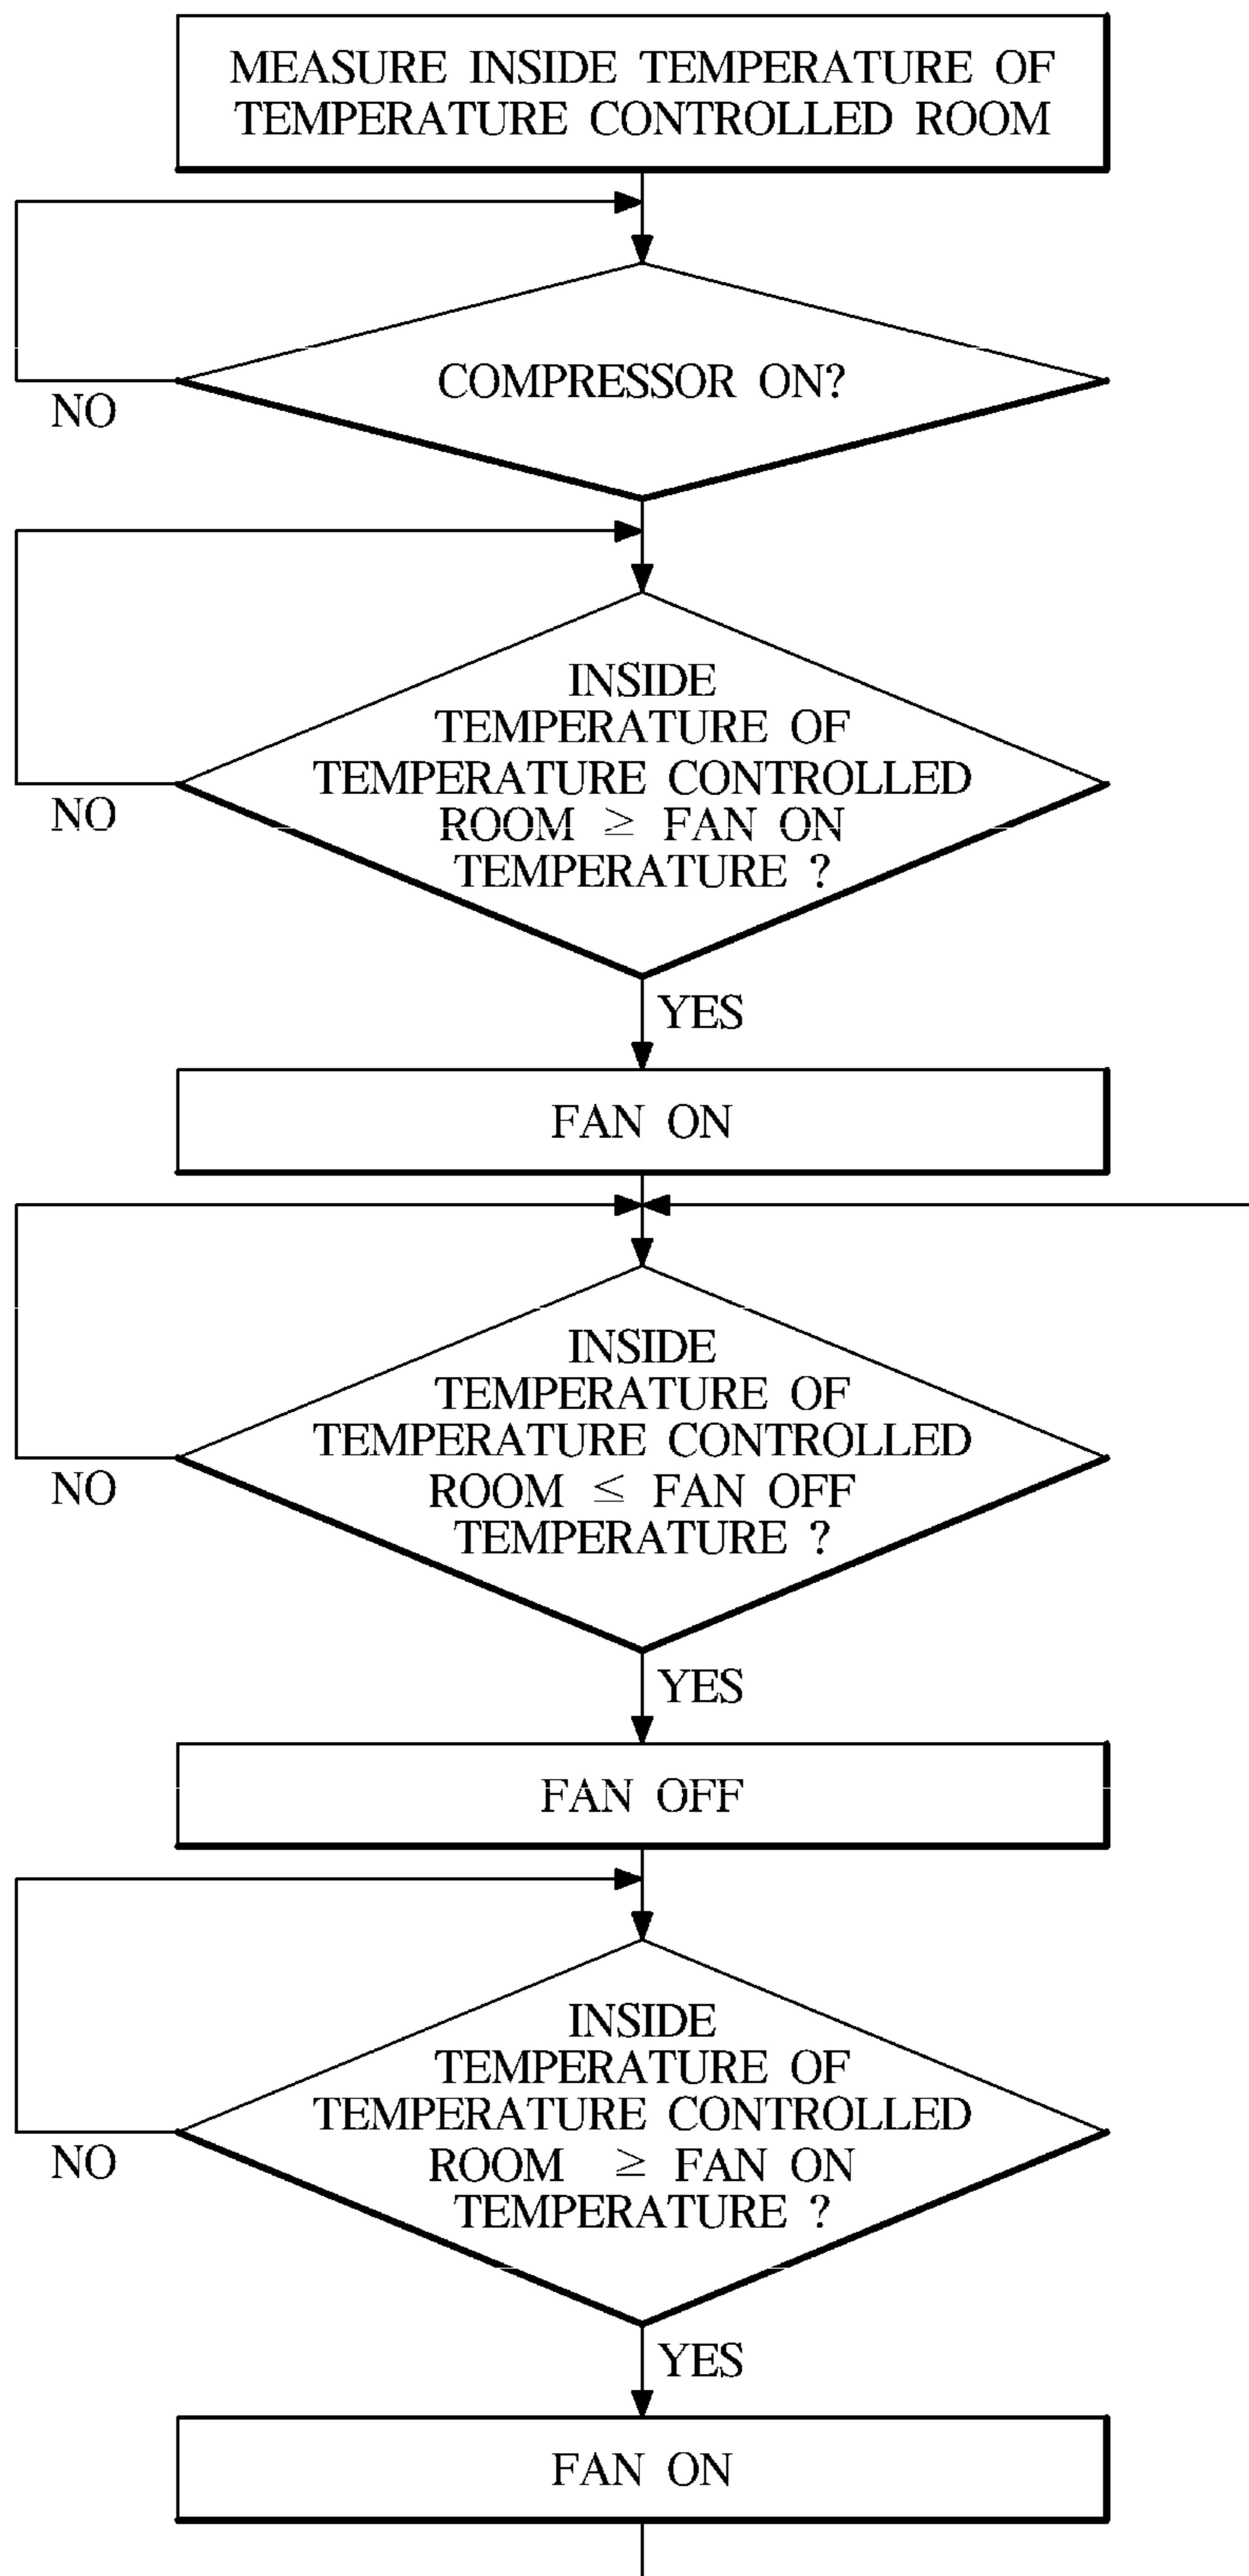 MEASURE INSIDE TEMPERATURE OF
TEMPERATURE CONTROLLED ROOM
COMPRESSOR ON?
NO
INSIDE
TEMPERATURE OF
TEMPERATURE CONTROLLED
ROOM ≥ FAN ON
TEMPERATURE ?
NO
YES
FAN ON
INSIDE
TEMPERATURE OF
TEMPERATURE CONTROLLED
ROOM ≤ FAN OFF
TEMPERATURE ?
NO
YES
FAN OFF
INSIDE
TEMPERATURE OF
TEMPERATURE CONTROLLED
ROOM ≥ FAN ON
TEMPERATURE ?
NO
YES
FAN ON